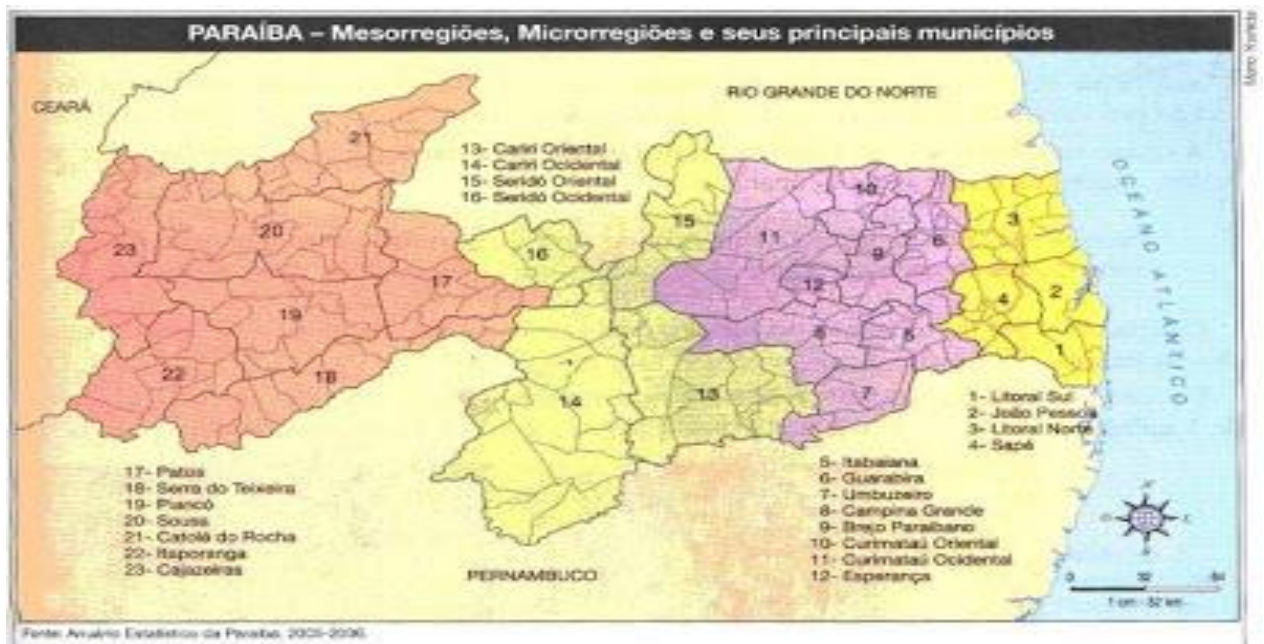 PARAÍBA – Mesorregiões, Microrregiões e seus principais municípios
CEARÁ
RIO GRANDE DO NORTE
13- Cariri Oriental
14- Cariri Ocidental
15- Seridó Oriental
16- Seridó Ocidental
OCEANO ATLÂNTICO
21
23
20
17
16
15
11
10
9
6
3
12
4
2
19
8
5
1
22
18
14
13
7
1- Litoral Sul
2- João Pessoa
3- Litoral Norte
4- Sapé
17- Patos
18- Serra do Teixeira
19- Piancó
20- Sousa
21- Catolé do Rocha
22- Itaporanga
23- Cajazeiras
5- Itabaiana
6- Guarabira
7- Umbuzeiro
8- Campina Grande
9- Brejo Paraibano
10- Curimataú Oriental
11- Curimataú Ocidental
12- Esperança
PERNAMBUCO
N
O
E
S
0 32 64
1 cm - 32 km
Fonte: Anuário Estatístico da Paraíba, 2005-2006.